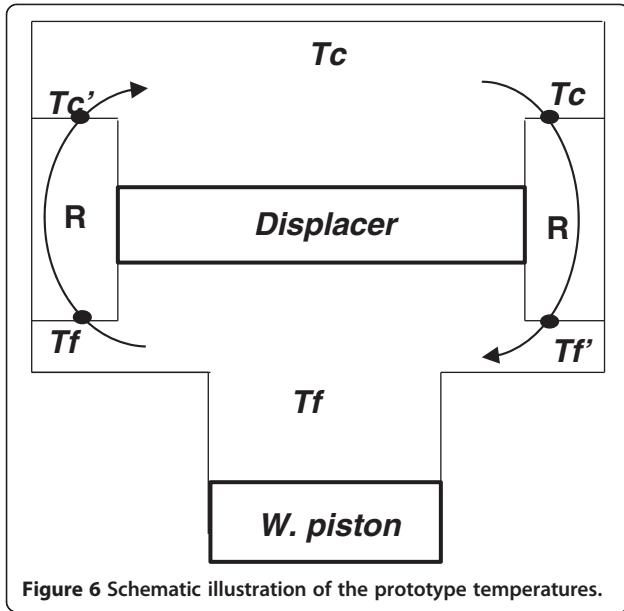 Tc
Tc’ Tc
R Displacer R
Tf Tf’
Tf
W. piston
Figure 6 Schematic illustration of the prototype temperatures.